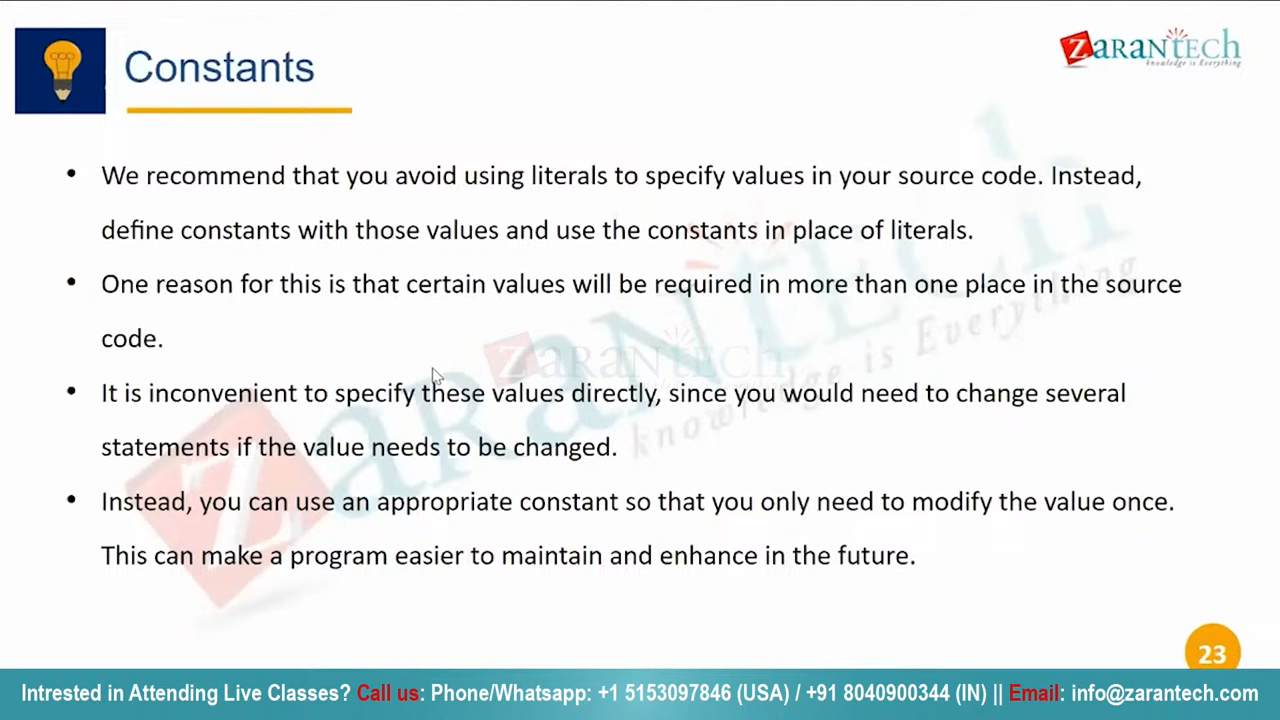 Constants
ZaranTech
knowledge is Everything
• We recommend that you avoid using literals to specify values in your source code. Instead,
define constants with those values and use the constants in place of literals.
• One reason for this is that certain values will be required in more than one place in the source
code.
• It is inconvenient to specify these values directly, since you would need to change several
statements if the value needs to be changed.
• Instead, you can use an appropriate constant so that you only need to modify the value once.
This can make a program easier to maintain and enhance in the future.
ZaranTech
knowledge is Everything
ZaranTech
23
Intrested in Attending Live Classes? Call us: Phone/Whatsapp: +1 5153097846 (USA) / +91 8040900344 (IN) || Email: info@zarantech.com